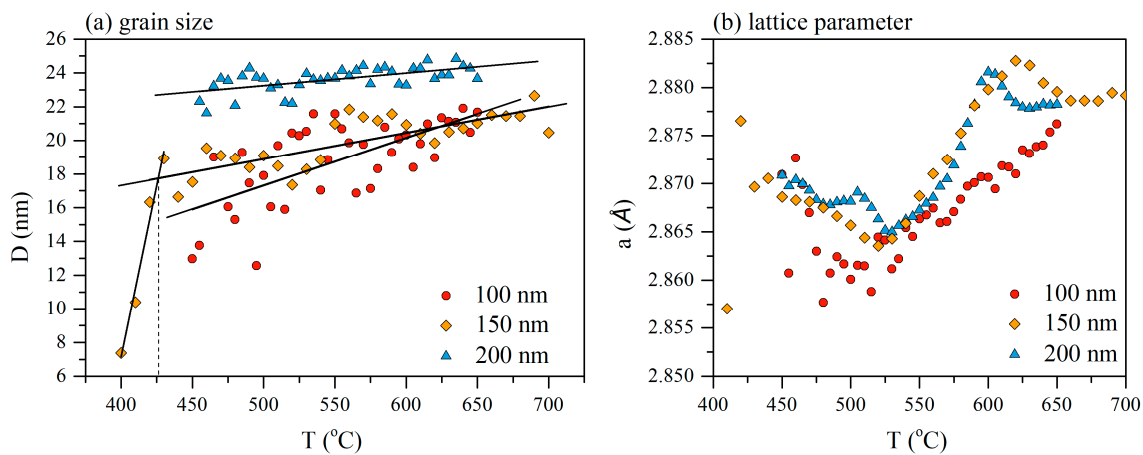 (a) grain size
26
24
22
20
18
16
14
12
10
8
6
D (nm)
100 nm
150 nm
200 nm
400 450 500 550 600 650 700
T (°C)
(b) lattice parameter
2.885
2.880
2.875
2.870
2.865
2.860
2.855
2.850
a (Å)
100 nm
150 nm
200 nm
400 450 500 550 600 650 700
T (°C)